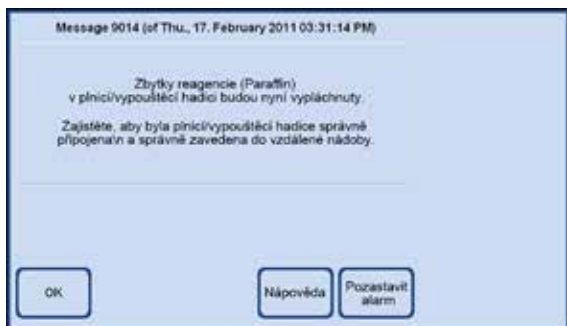 Message 9014 (of Thu., 17. February 2011 03:31:14 PM)
Zbytky reagencie (Paraffin)
v plnicí/vypouštěcí hadici budou nyní vypláchnuty.
Zajistěte, aby byla plnicí/vypouštěcí hadice správně
připojena\n a správně zavedena do vzdálené nádoby.
OK
Nápověda
Pozastavit
alarm